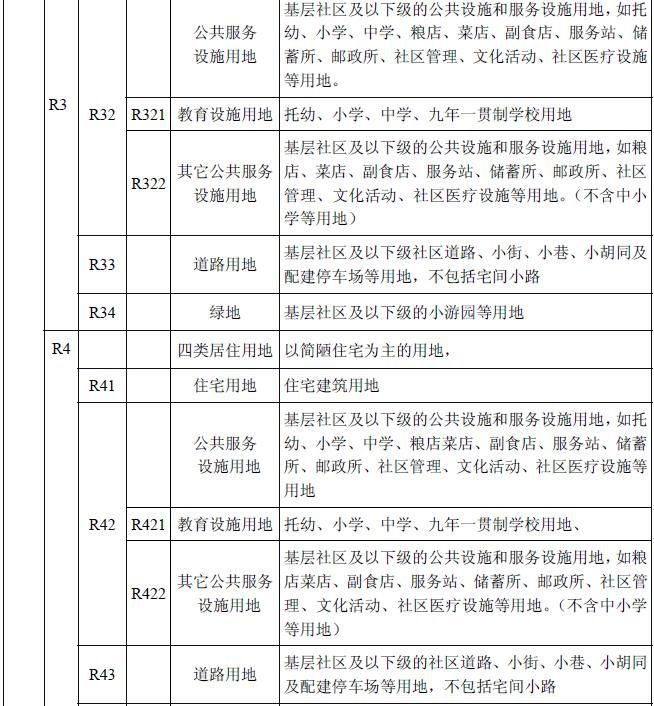 R3
R32
公共服务
设施用地
基层社区及以下级的公共设施和服务设施用地，如托
幼、小学、中学、粮店、菜店、副食店、服务站、储
蓄所、邮政所、社区管理、文化活动、社区医疗设施
等用地。
R321
教育设施用地
托幼、小学、中学、九年一贯制学校用地
R322
其它公共服务
设施用地
基层社区及以下级的公共设施和服务设施用地，如粮
店、菜店、副食店、服务站、储蓄所、邮政所、社区
管理、文化活动、社区医疗设施等用地。（不含中小
学等用地）
R33
道路用地
基层社区及以下级社区道路、小街、小巷、小胡同及
配建停车场等用地，不包括宅间小路
R34
绿地
基层社区及以下级的小游园等用地
R4
四类居住用地
以简陋住宅为主的用地，
R41
住宅用地
住宅建筑用地
R42
公共服务
设施用地
基层社区及以下级的公共设施和服务设施用地，如托
幼、小学、中学、粮店菜店、副食店、服务站、储蓄
所、邮政所、社区管理、文化活动、社区医疗设施等
用地
R421
教育设施用地
托幼、小学、中学、九年一贯制学校用地、
R422
其它公共服务
设施用地
基层社区及以下级的公共设施和服务设施用地，如粮
店菜店、副食店、服务站、储蓄所、邮政所、社区管
理、文化活动、社区医疗设施等用地。（不含中小学
等用地）
R43
道路用地
基层社区及以下级的社区道路、小街、小巷、小胡同
及配建停车场等用地，不包括宅间小路